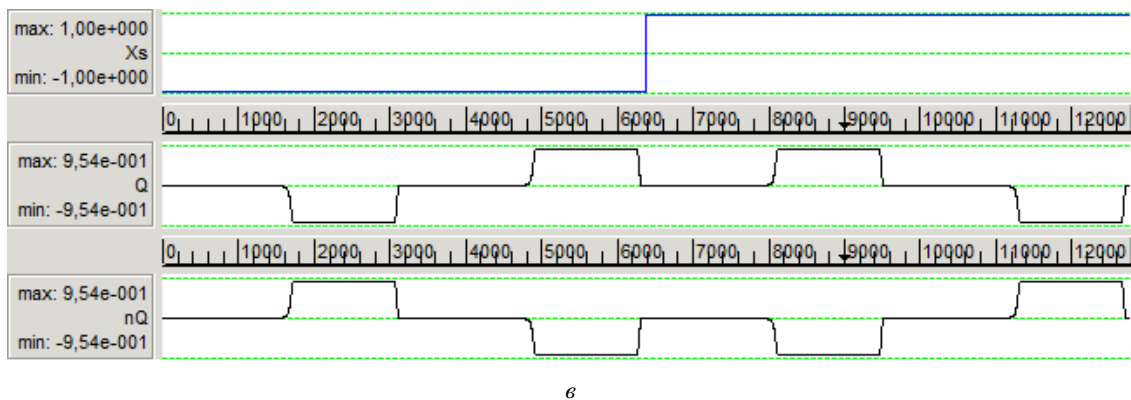 max: 1,00e+000
Xs
min: -1,00e+000
0 1000 2000 3000 4000 5000 6000 7000 8000 9000 10000 11000 12000
max: 9,54e-001
Q
min: -9,54e-001
0 1000 2000 3000 4000 5000 6000 7000 8000 9000 10000 11000 12000
max: 9,54e-001
nQ
min: -9,54e-001
в